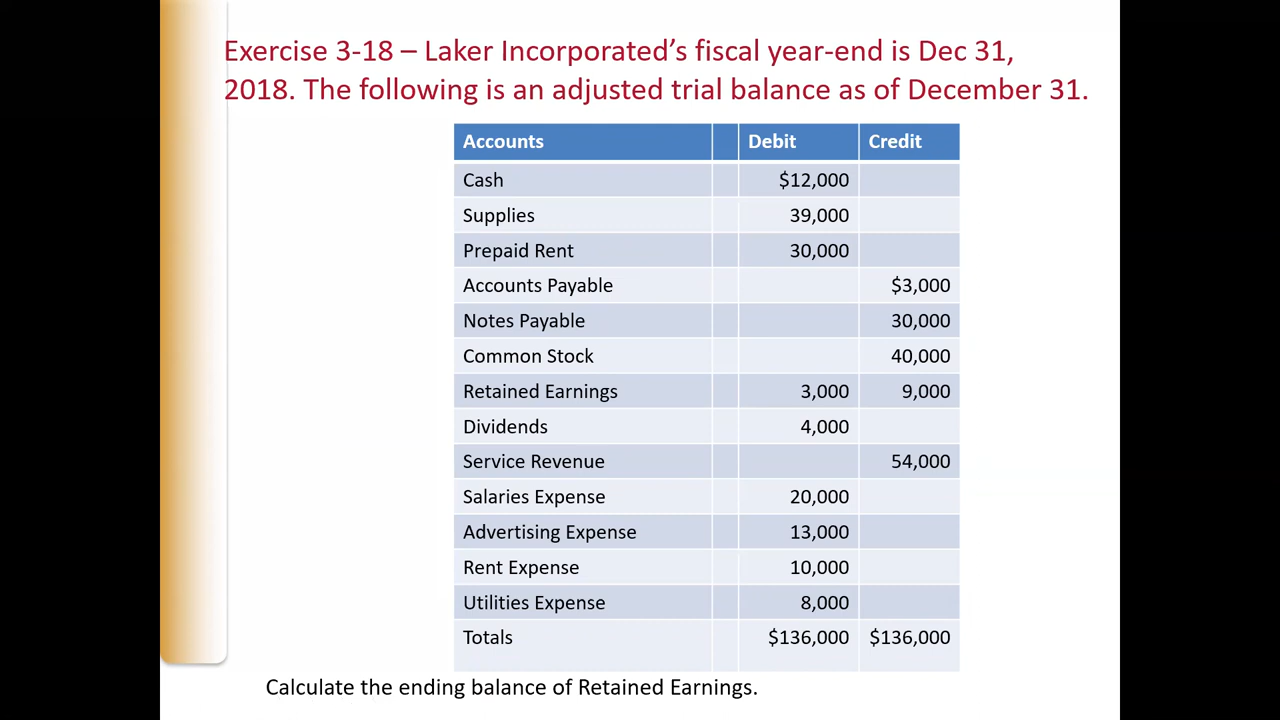 Exercise 3-18 – Laker Incorporated’s fiscal year-end is Dec 31,
2018. The following is an adjusted trial balance as of December 31.
Accounts Debit Credit
Cash $12,000
Supplies 39,000
Prepaid Rent 30,000
Accounts Payable $3,000
Notes Payable 30,000
Common Stock 40,000
Retained Earnings 3,000 9,000
Dividends 4,000
Service Revenue 54,000
Salaries Expense 20,000
Advertising Expense 13,000
Rent Expense 10,000
Utilities Expense 8,000
Totals $136,000 $136,000
Calculate the ending balance of Retained Earnings.